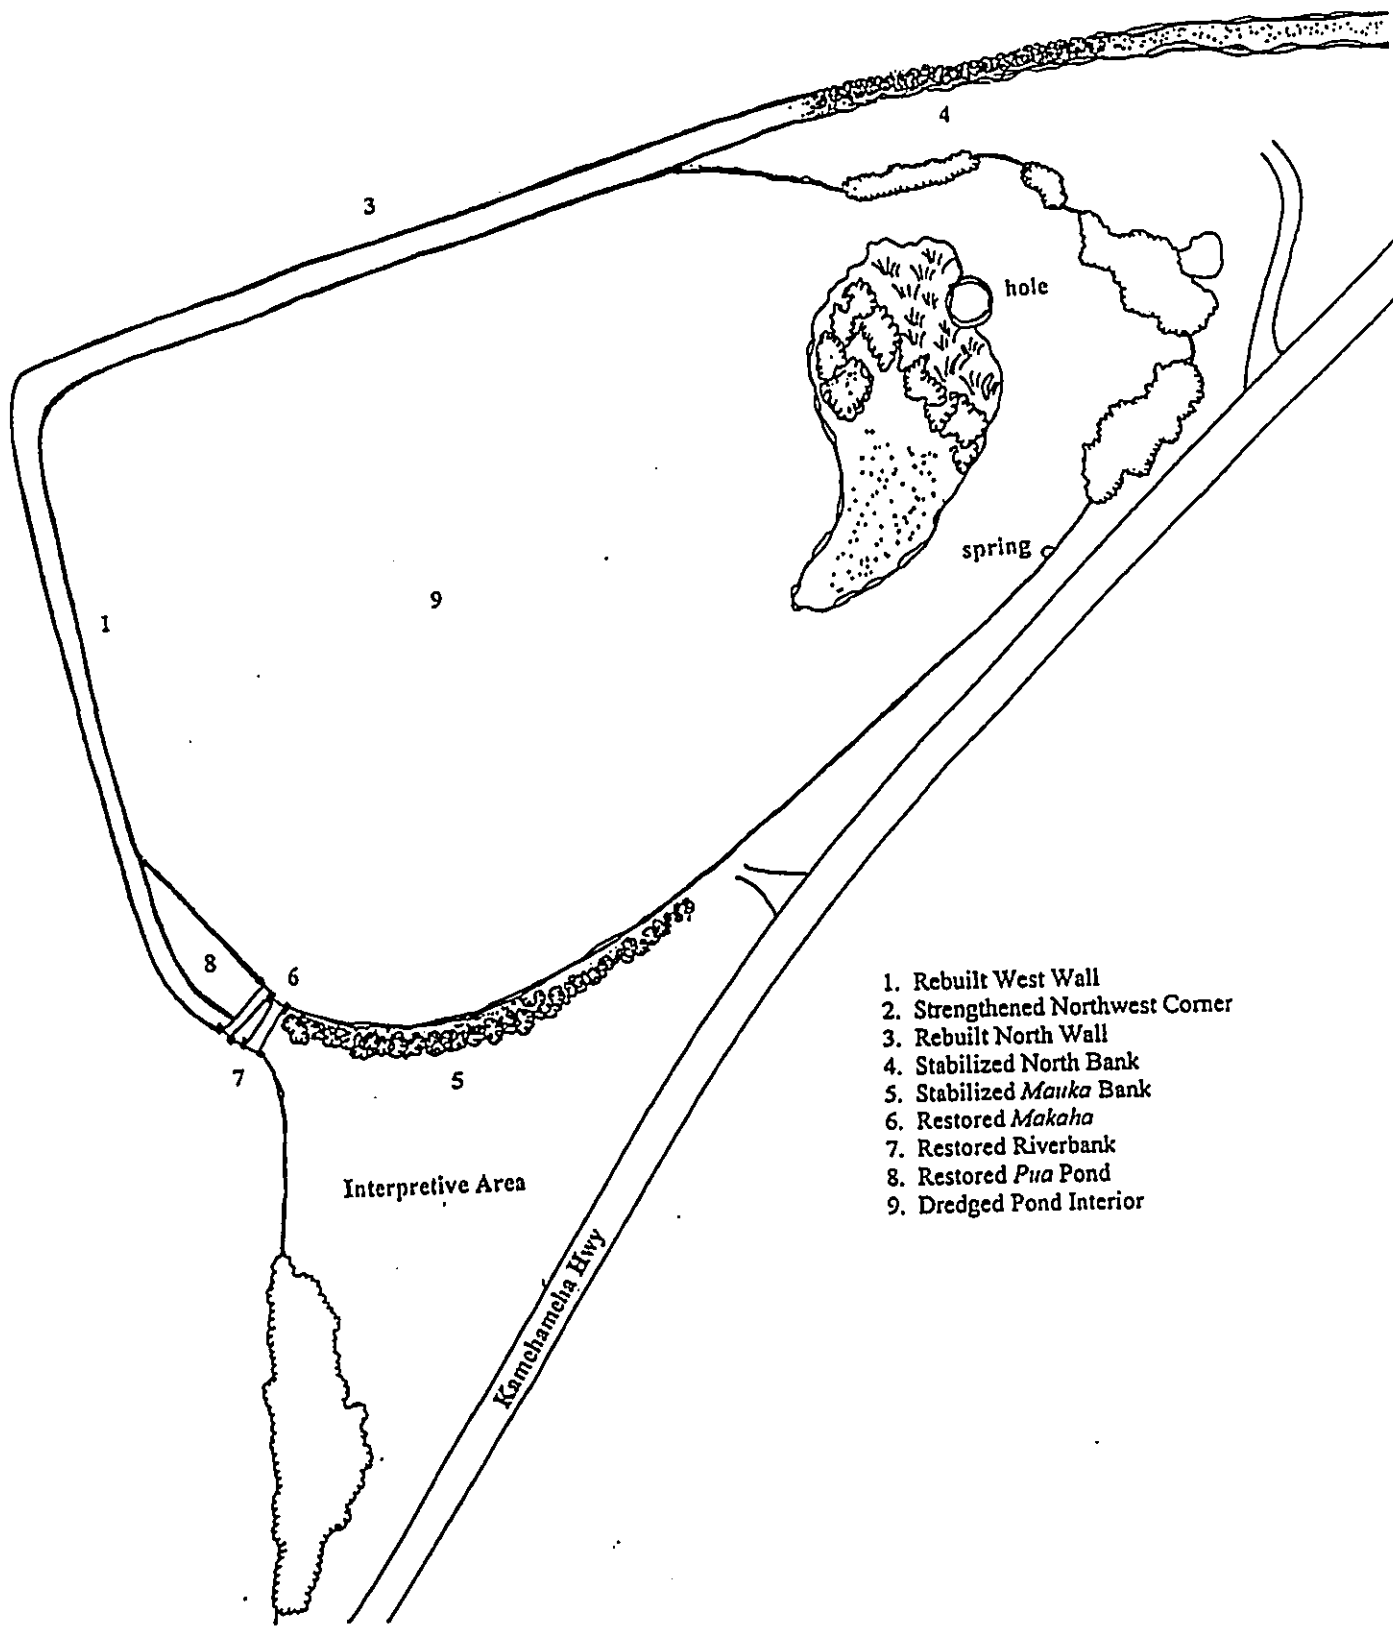 4
3
hole
spring
9
1
8
6
7
5
1. Rebuilt West Wall
2. Strengthened Northwest Corner
3. Rebuilt North Wall
4. Stabilized North Bank
5. Stabilized Mauka Bank
6. Restored Makaha
7. Restored Riverbank
8. Restored Pua Pond
9. Dredged Pond Interior
Interpretive Area
Kamehameha Hwy